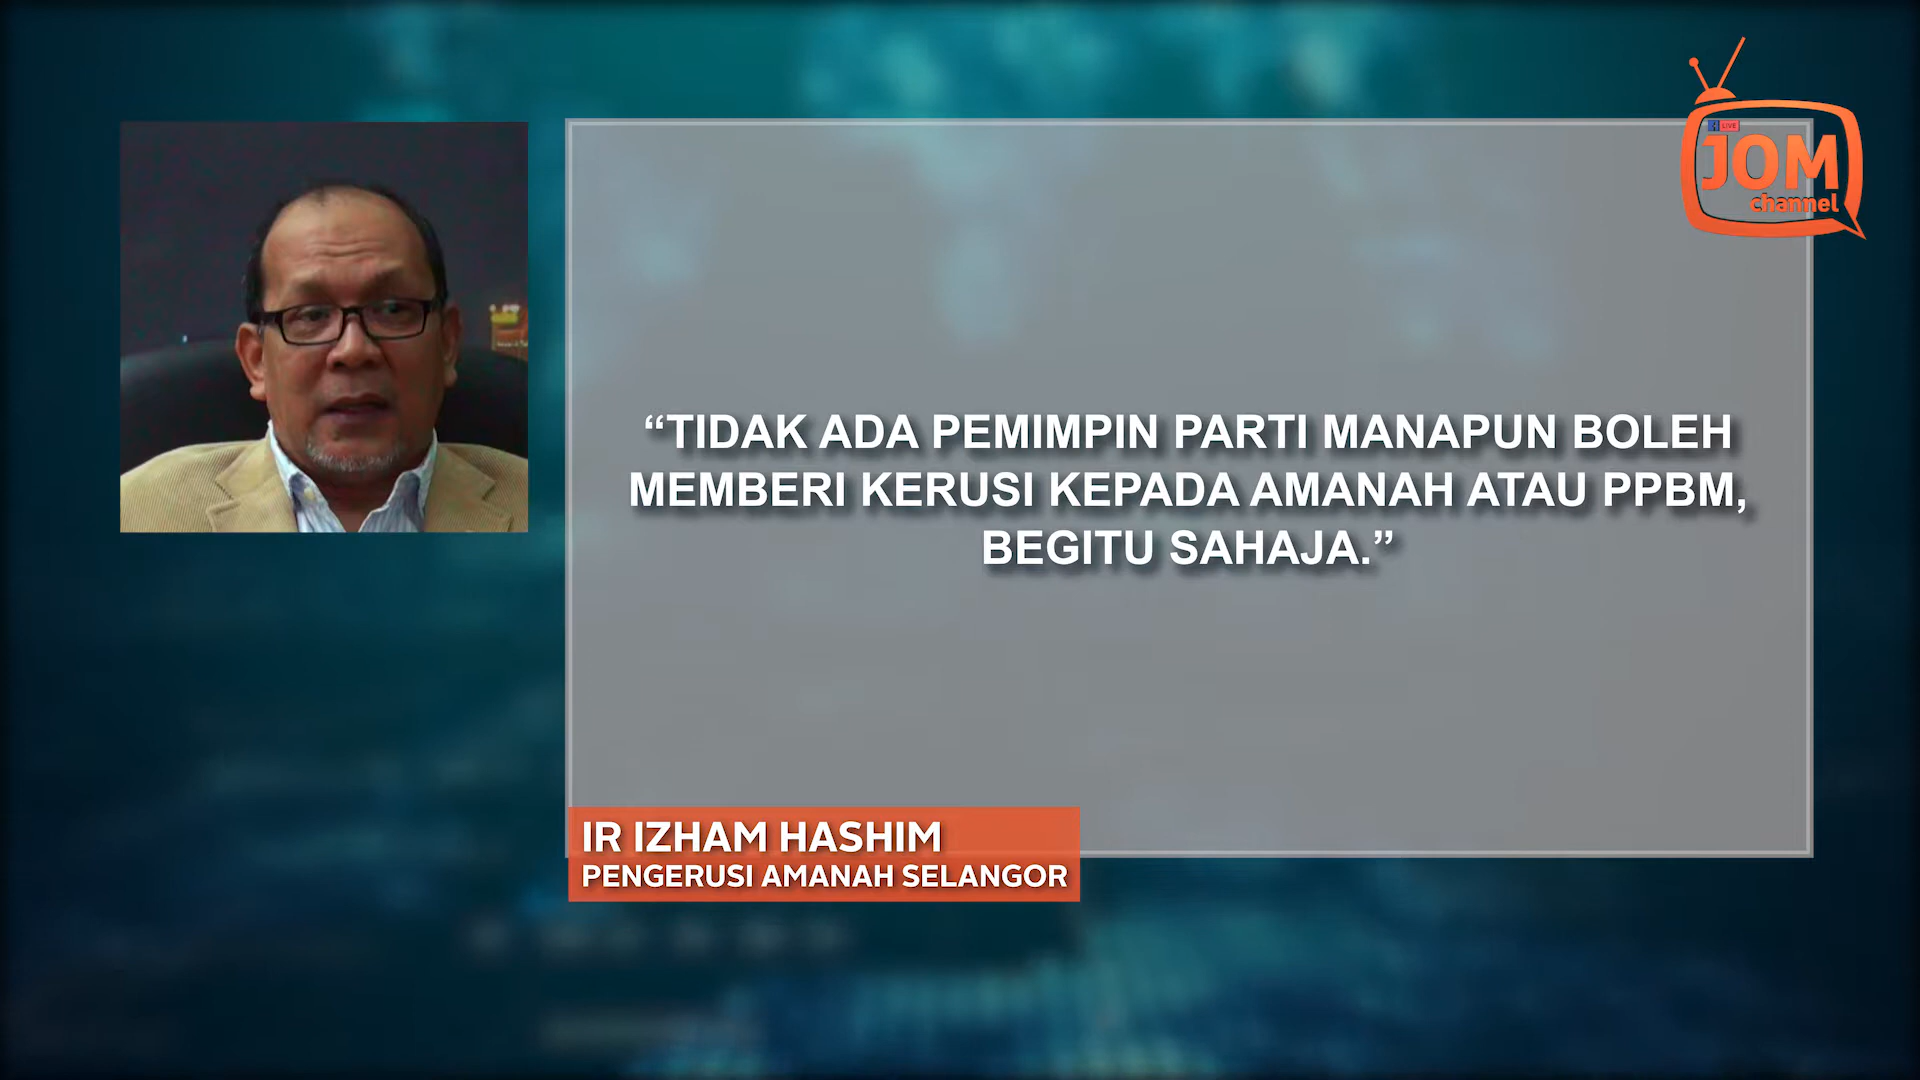 LIVE
JOM
channel
“TIDAK ADA PEMIMPIN PARTI MANAPUN BOLEH
MEMBERI KERUSI KEPADA AMANAH ATAU PPBM,
BEGITU SAHAJA.”
IR IZHAM HASHIM
PENGERUSI AMANAH SELANGOR